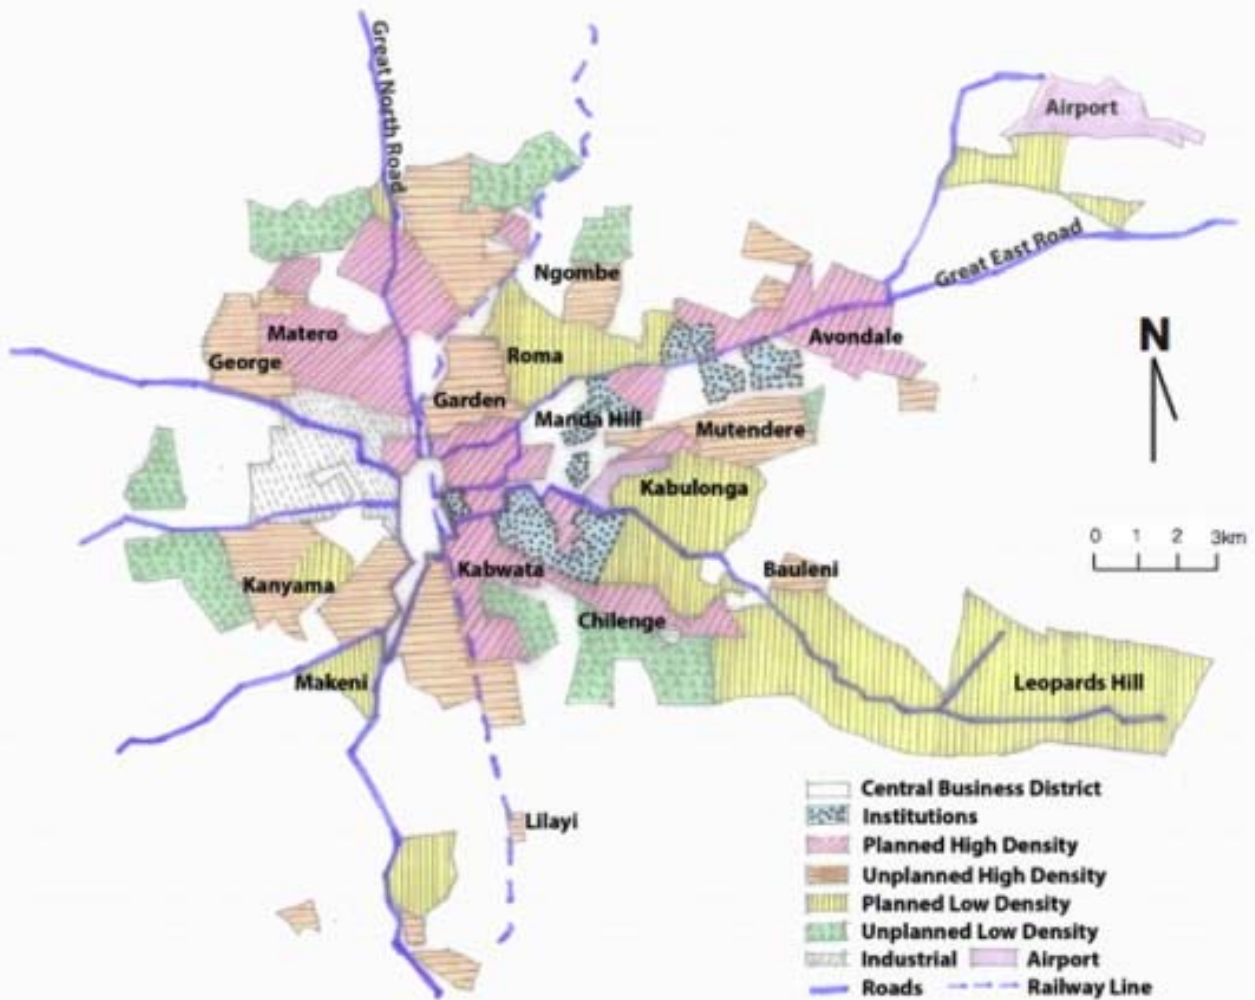 Great North Road
Airport
Great East Road
Ngombe
Matero
Avondale
George
Roma
Garden
Manda Hill
Mutendere
Kabulonga
Kanyama
Kabwata
Bauleni
Chilenge
Makeni
Leopards Hill
Lilayi
N
0 1 2 3km
Central Business District
Institutions
Planned High Density
Unplanned High Density
Planned Low Density
Unplanned Low Density
Industrial Airport
Roads Railway Line